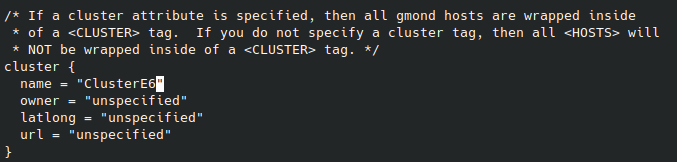 /* If a cluster attribute is specified, then all gmond hosts are wrapped inside
 * of a <CLUSTER> tag.  If you do not specify a cluster tag, then all <HOSTS> will
 * NOT be wrapped inside of a <CLUSTER> tag. */
cluster {
  name = "ClusterE6"
  owner = "unspecified"
  latlong = "unspecified"
  url = "unspecified"
}